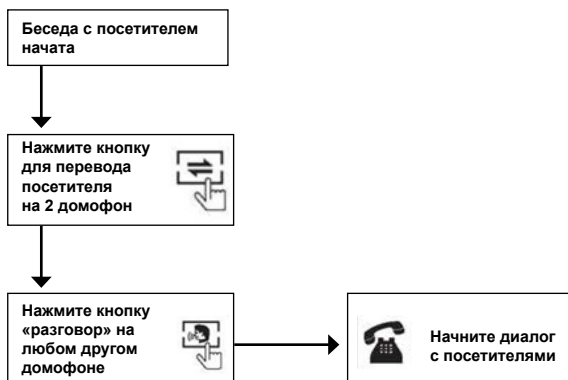 Беседа с посетителем
начата
Нажмите кнопку
для перевода
посетителя
на 2 домофон
Нажмите кнопку
«разговор» на
любом другом
домофоне
Начните диалог
с посетителями